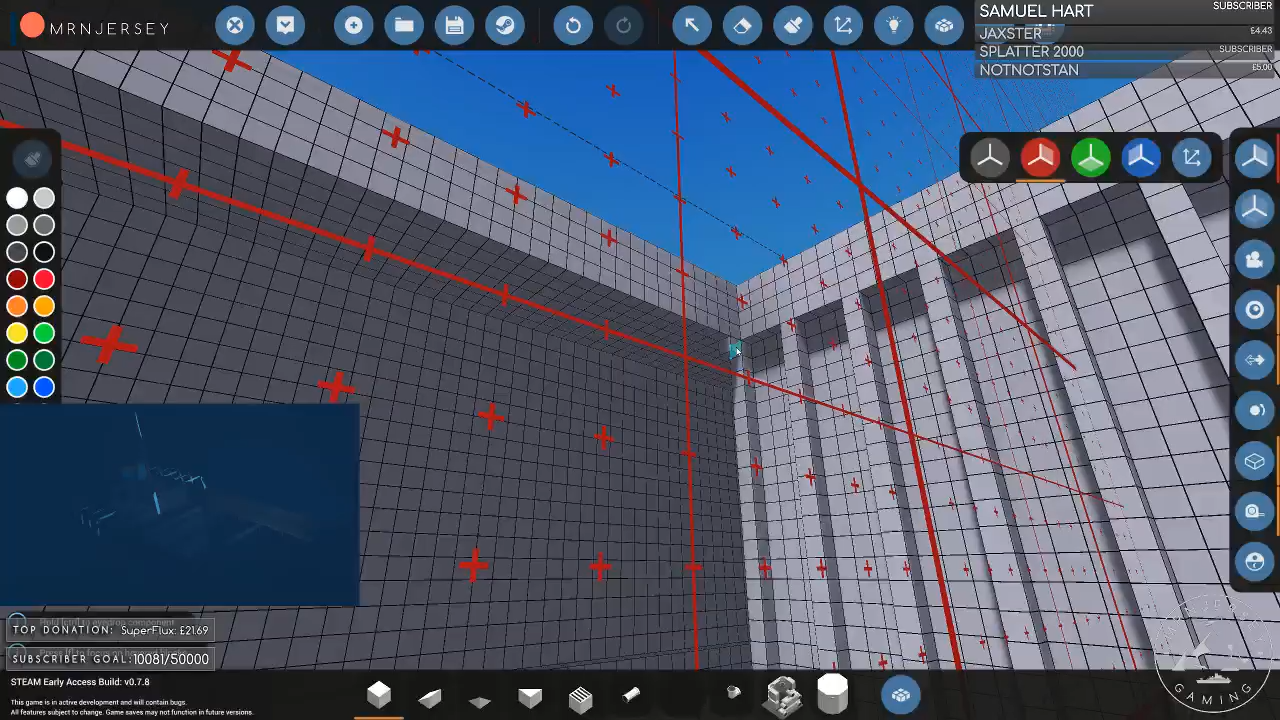 MRNJERSEY
SAMUEL HART SUBSCRIBER
JAXSTER £4.43
SPLATTER 2000 SUBSCRIBER
NOTNOTSTAN £5.00
TOP DONATION: SuperFlux: £21.69
SUBSCRIBER GOAL: 10081/50000
STEAM Early Access Build: v0.7.8
This game is in active development and will contain bugs.
All features subject to change. Game saves may not function in future versions.
GAMING